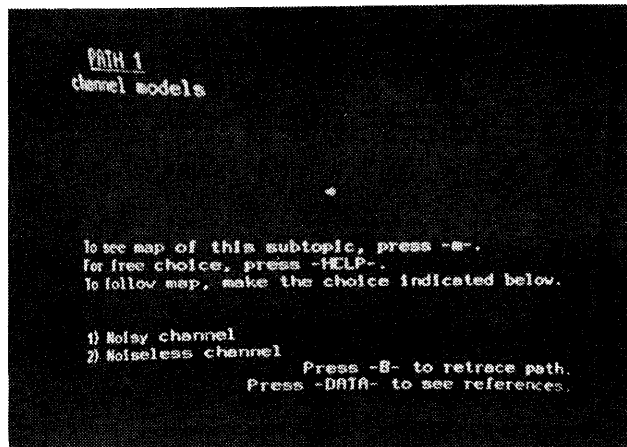 PATH 1
channel models
To see map of this subtopic, press -m-.
For free choice, press -HELP-.
To follow map, make the choice indicated below.
1) Noisy channel
2) Noiseless channel
Press -B- to retrace path.
Press -DATA- to see references.